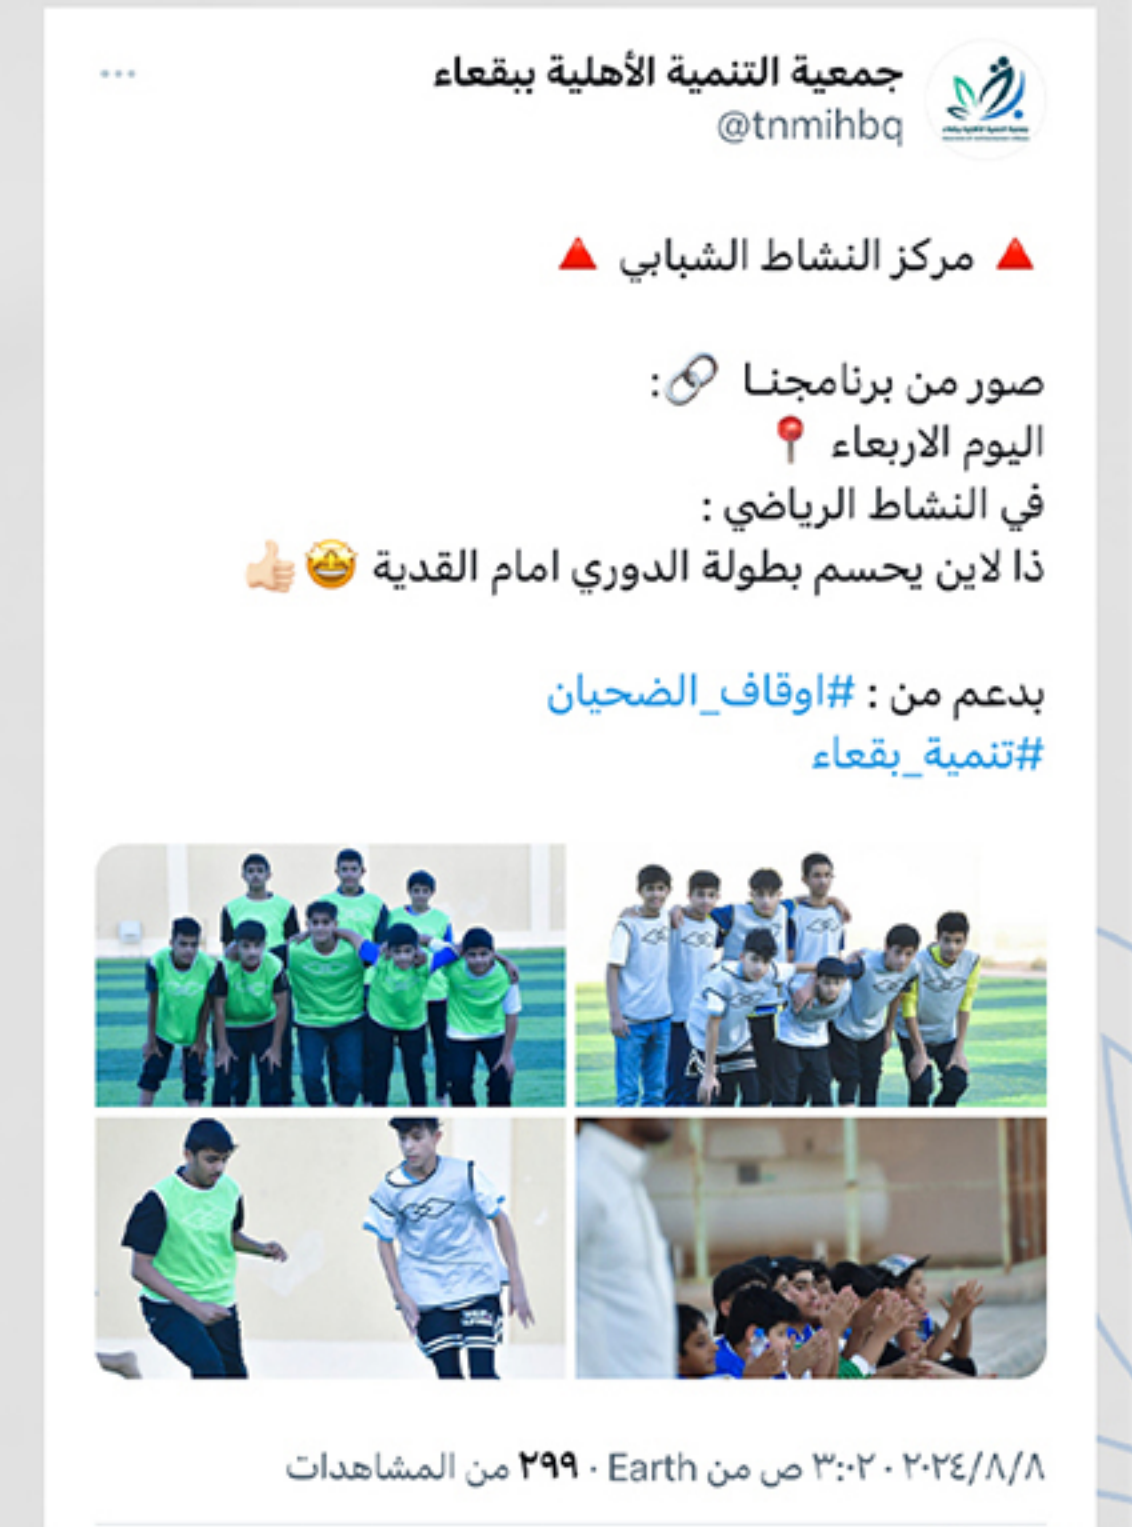 جمعية التنمية الأهلية ببقعاء
@tnmihbq
🔺 مركز النشاط الشبابي 🔺
صور من برنامجنـا 🔗:
اليوم الاربعاء 📍
في النشاط الرياضي :
ذا لاين يحسم بطولة الدوري امام القدية 🤩👍🏻
بدعم من : #اوقاف_الضحيان
#تنمية_بقعاء
٢٠٢٤/٨/٨ · ٣:٠٢ ص من Earth · ٢٩٩ من المشاهدات